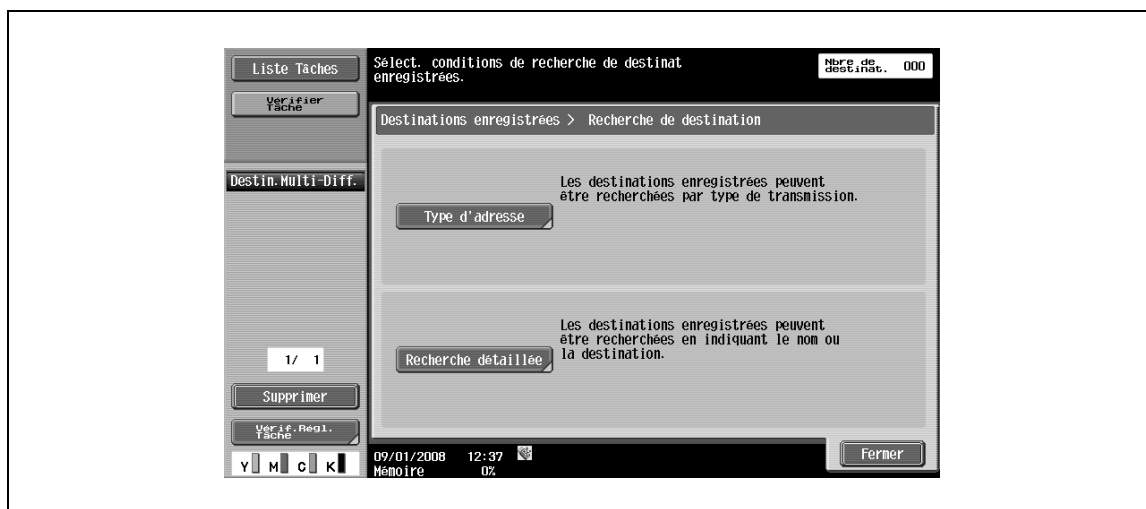 Liste Tâches
Vérifier
Tâche
Destin.Multi-Diff.
1/ 1
Supprimer
Vérif.Régl.
Tâche
Y M C K
Sélect. conditions de recherche de destinat
enregistrées.
Nbre de
destinat. 000
Destinations enregistrées > Recherche de destination
Type d'adresse
Les destinations enregistrées peuvent
être recherchées par type de transmission.
Recherche détaillée
Les destinations enregistrées peuvent
être recherchées en indiquant le nom ou
la destination.
09/01/2008 12:37
Mémoire 0%
Fermer